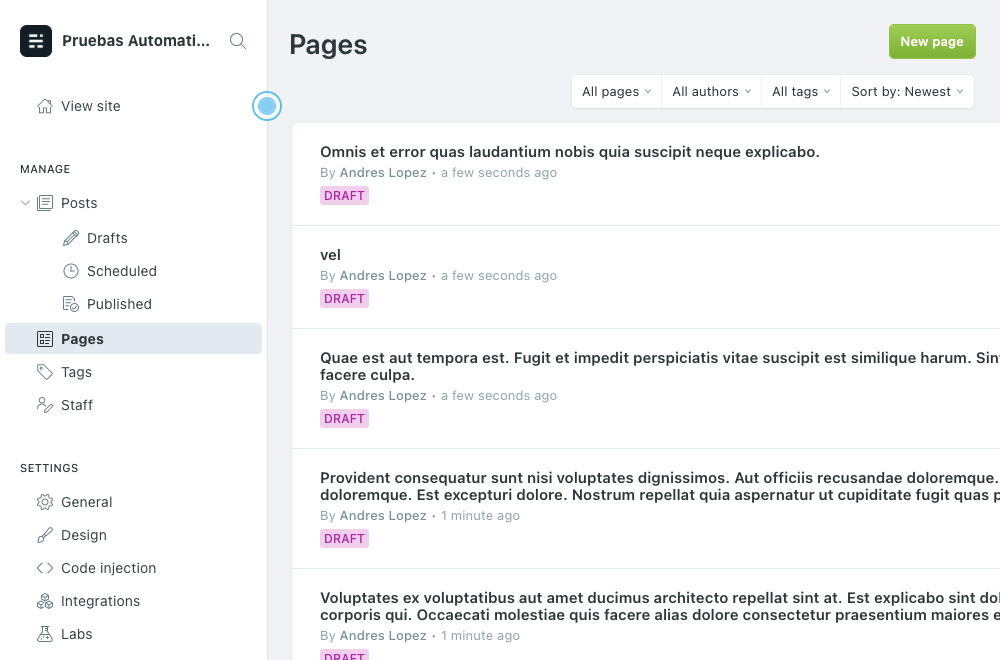 Pruebas Automati...
View site
MANAGE
Posts
Drafts
Scheduled
Published
Pages
Tags
Staff
SETTINGS
General
Design
Code injection
Integrations
Labs
Pages
New page
All pages
All authors
All tags
Sort by: Newest
Omnis et error quas laudantium nobis quia suscipit neque explicabo.
By Andres Lopez • a few seconds ago
DRAFT
vel
By Andres Lopez • a few seconds ago
DRAFT
Quae est aut tempora est. Fugit et impedit perspiciatis vitae suscipit est similique harum. Sin
facere culpa.
By Andres Lopez • a few seconds ago
DRAFT
Provident consequatur sunt nisi voluptates dignissimos. Aut officiis recusandae doloremque.
doloremque. Est excepturi dolore. Nostrum repellat quia aspernatur ut cupiditate fugit quas p
By Andres Lopez • 1 minute ago
DRAFT
Voluptates ex voluptatibus aut amet ducimus architecto repellat sint at. Est explicabo sint do
corporis qui. Occaecati molestiae quis facere alias dolore consectetur praesentium maiores e
By Andres Lopez • 1 minute ago
DRAFT